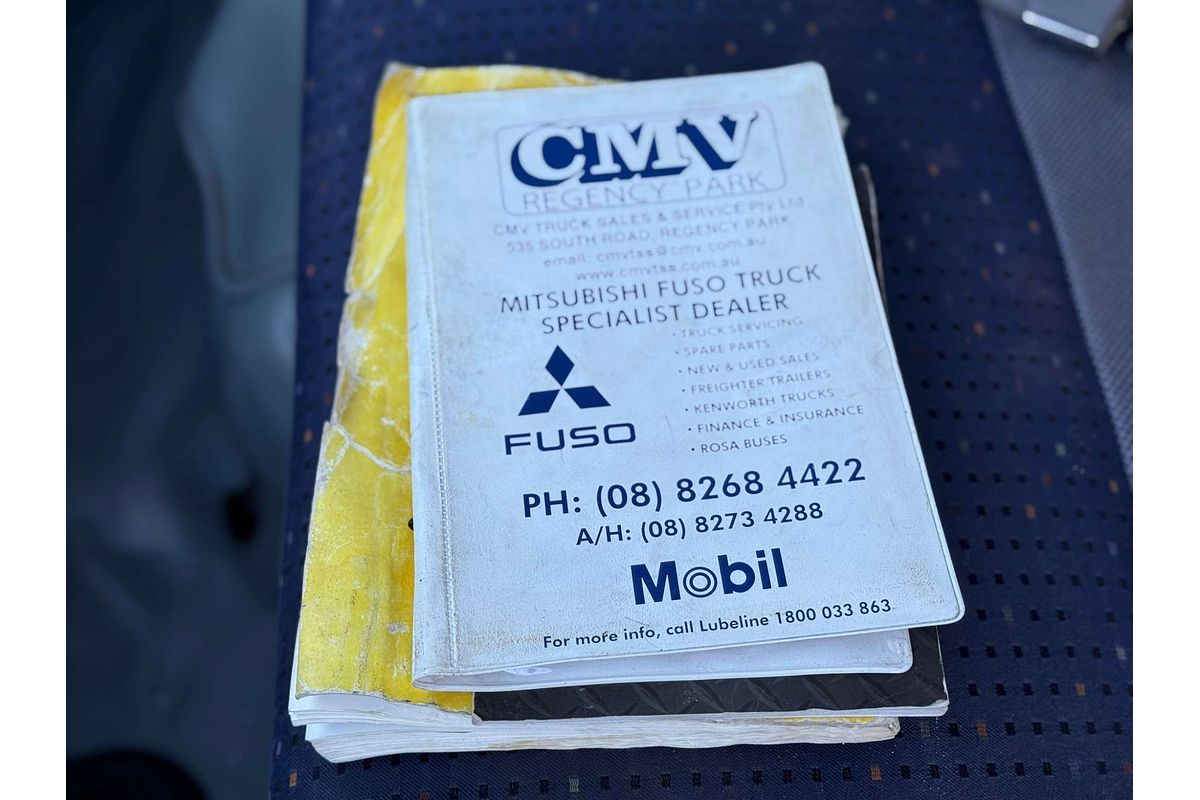 CMV
REGENCY PARK
CMV TRUCK SALES & SERVICE Pty Ltd
535 SOUTH ROAD, REGENCY PARK.
email: cmvtss@cmv.com.au
www.cmvtss.com.au
MITSUBISHI FUSO TRUCK
SPECIALIST DEALER
• TRUCK SERVICING
• SPARE PARTS
• NEW & USED SALES
• FREIGHTER TRAILERS
• KENWORTH TRUCKS
• FINANCE & INSURANCE
• ROSA BUSES
FUSO
PH: (08) 8268 4422
A/H: (08) 8273 4288
Mobil
For more info, call Lubeline 1800 033 863